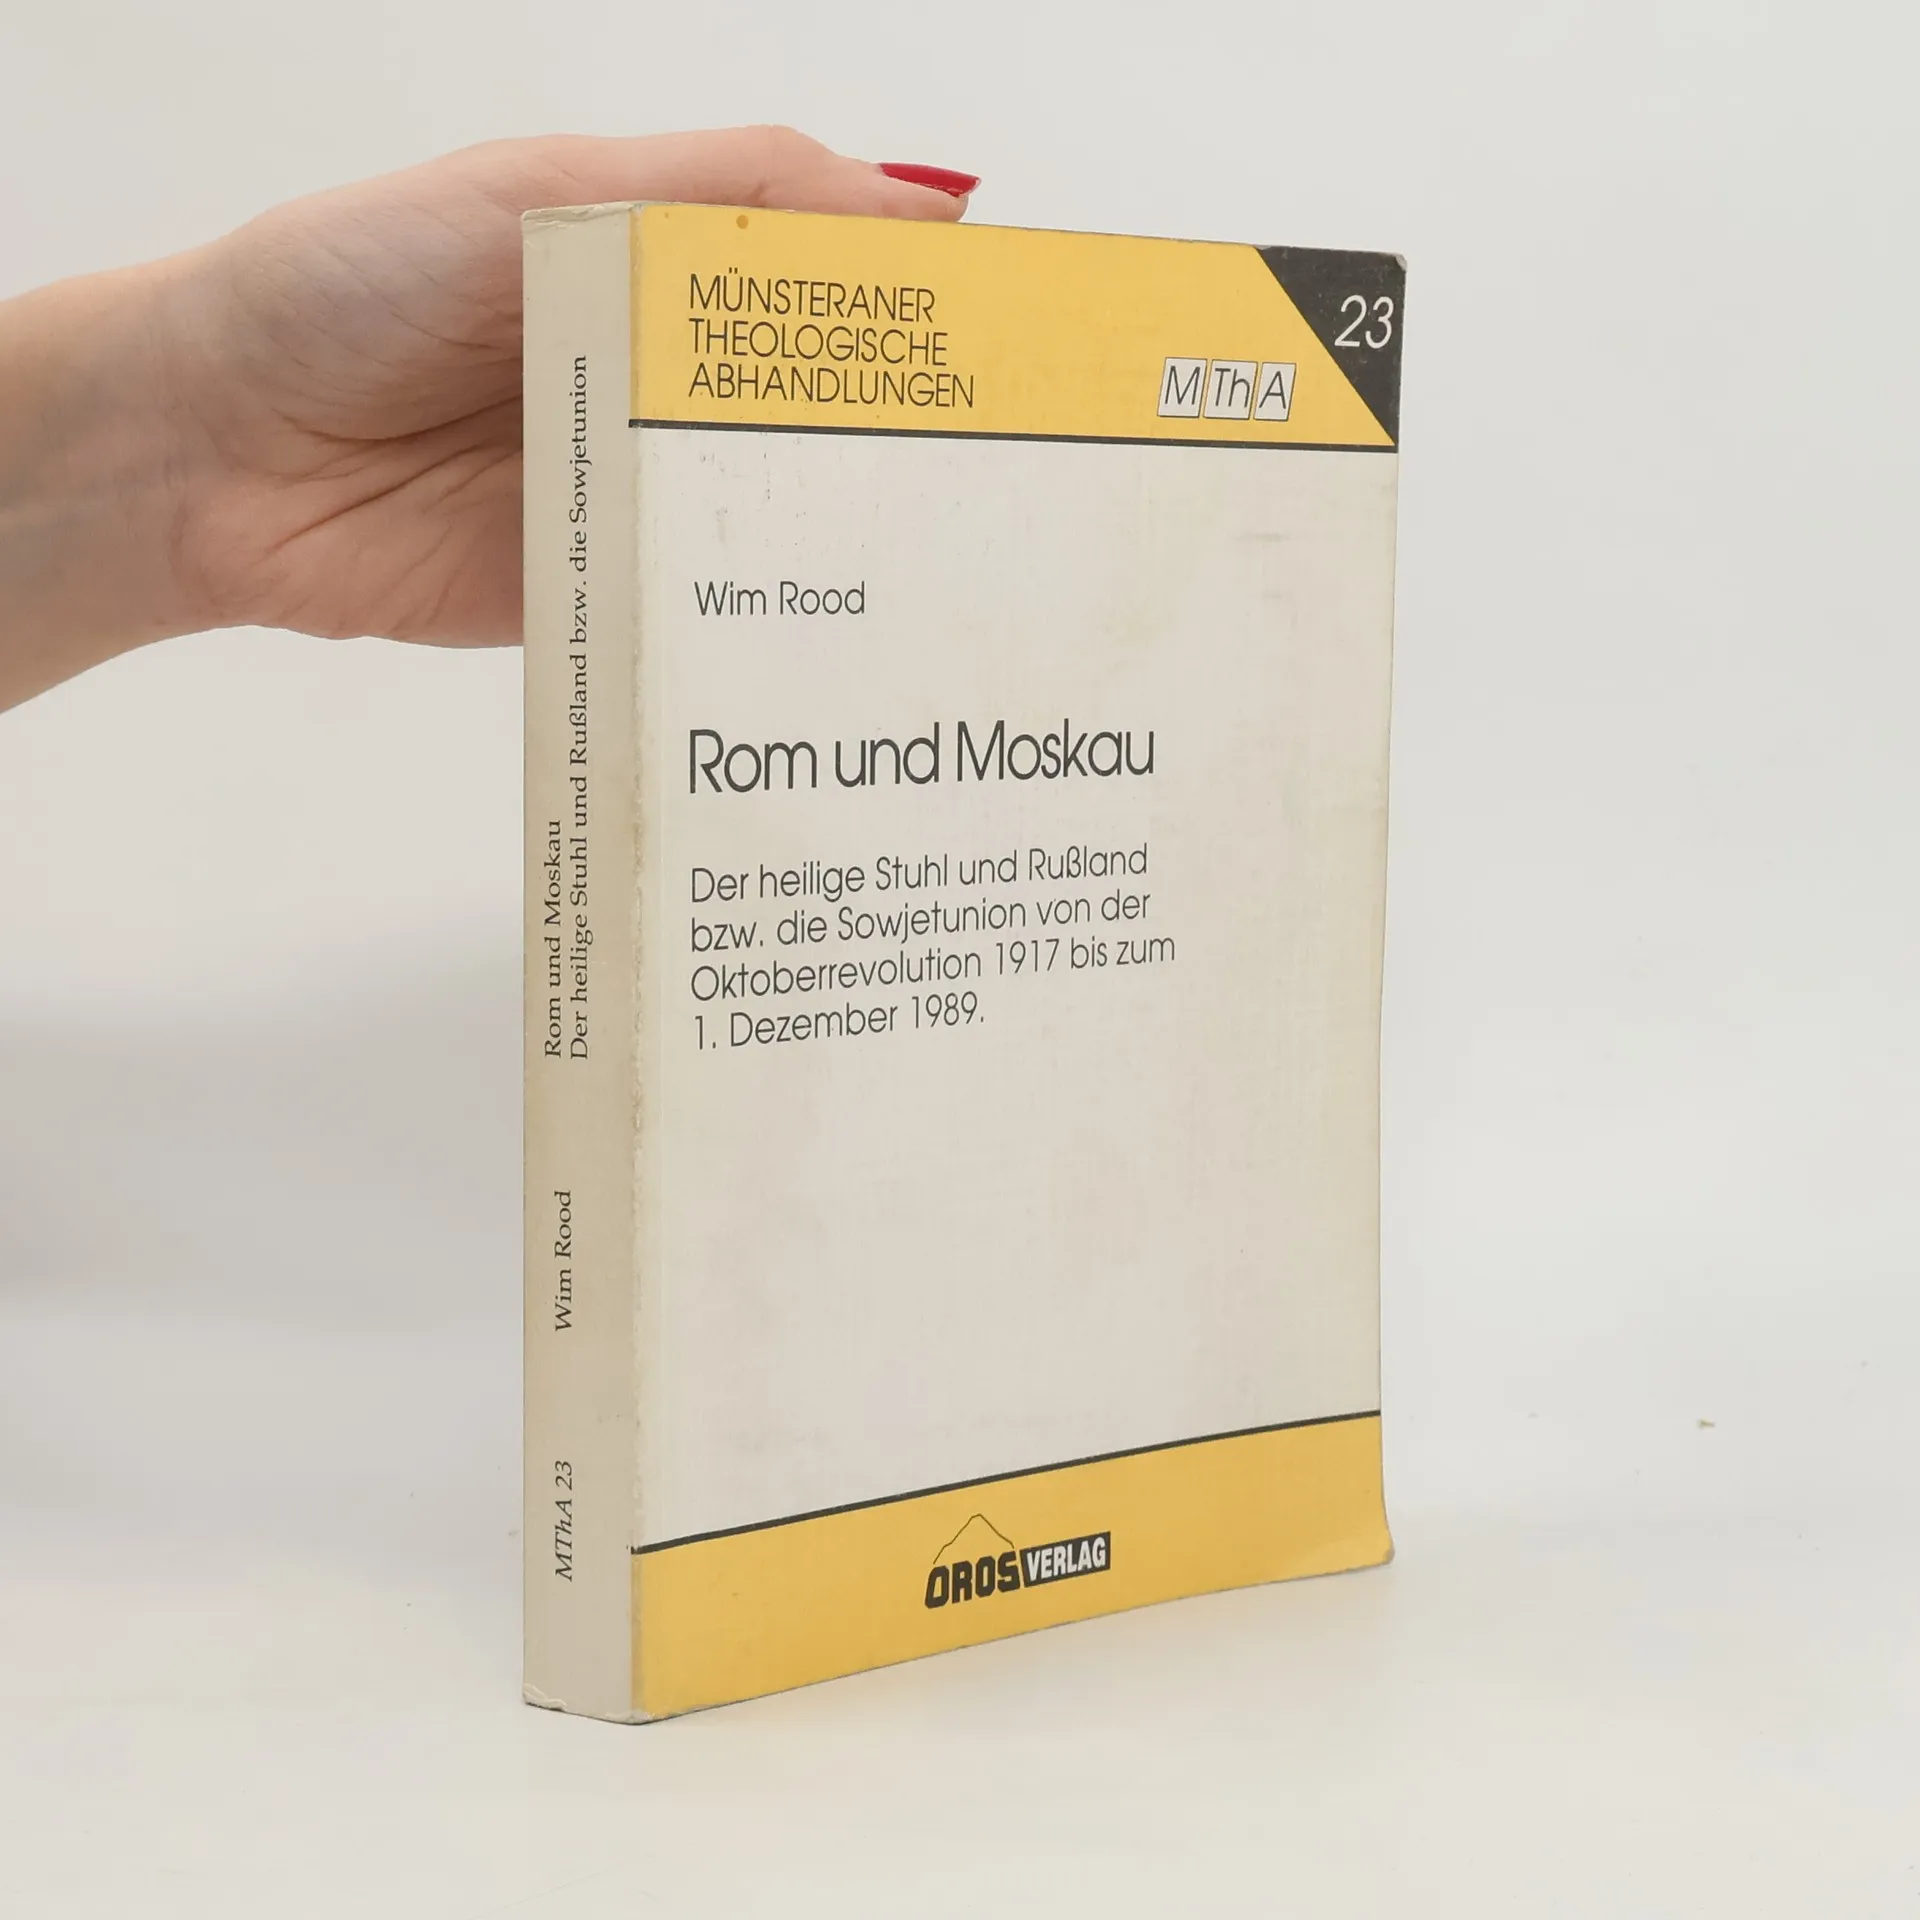 MÜNSTERANER
THEOLOGISCHE
ABHANDLUNGEN
M Th A
23
Wim Rood
Rom und Moskau
Der heilige Stuhl und Rußland
bzw. die Sowjetunion von der
Oktoberrevolution 1917 bis zum
1. Dezember 1989.
OROS VERLAG
Rom und Moskau
Der heilige Stuhl und Rußland bzw. die Sowjetunion
Wim Rood
MThA 23